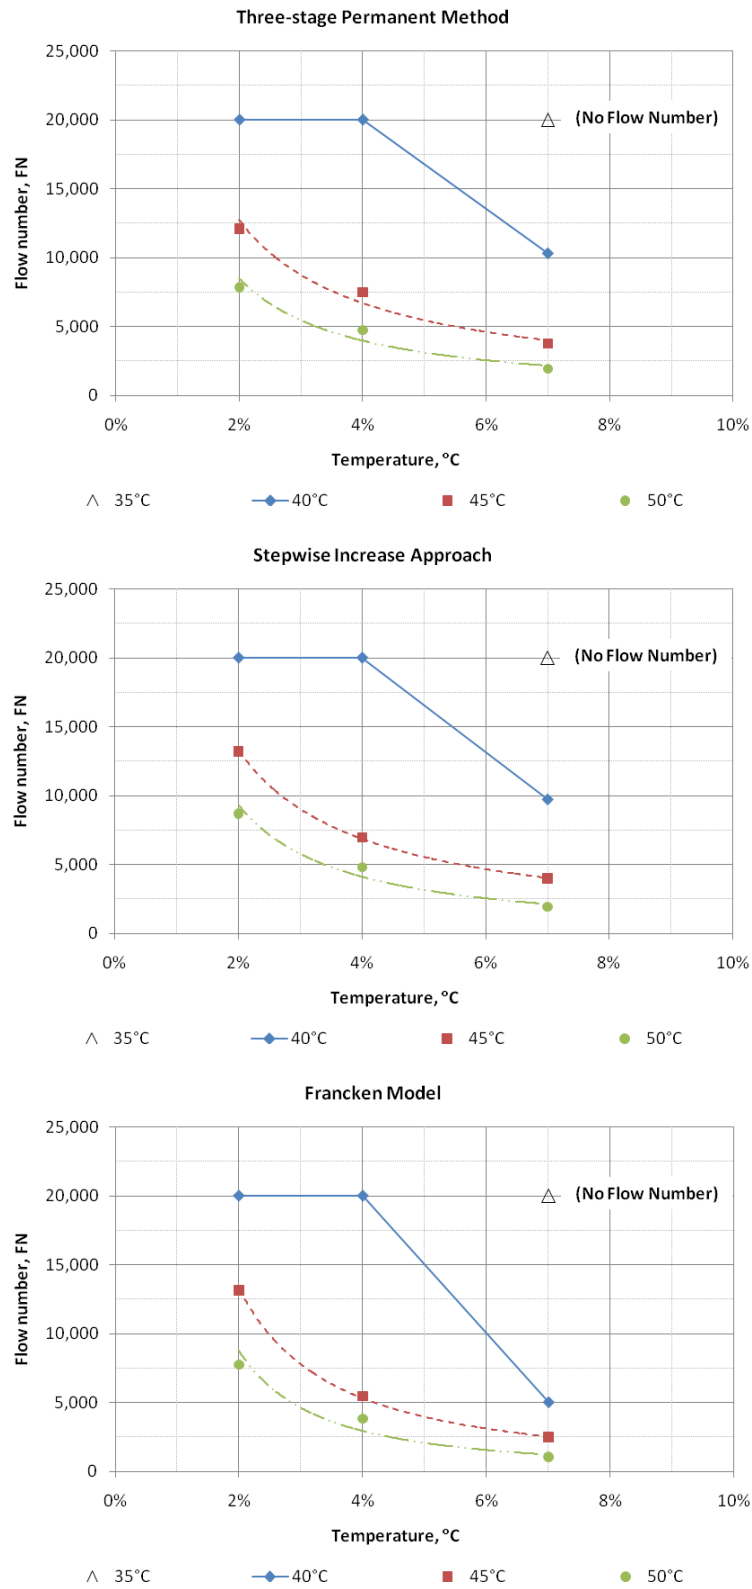 Three-stage Permanent Method
25,000
20,000
(No Flow Number)
15,000
10,000
5,000
0
Flow number, FN
0% 2% 4% 6% 8% 10%
Temperature, °C
35°C 40°C 45°C 50°C
Stepwise Increase Approach
25,000
20,000
(No Flow Number)
15,000
10,000
5,000
0
Flow number, FN
0% 2% 4% 6% 8% 10%
Temperature, °C
35°C 40°C 45°C 50°C
Francken Model
25,000
20,000
(No Flow Number)
15,000
10,000
5,000
0
Flow number, FN
0% 2% 4% 6% 8% 10%
Temperature, °C
35°C 40°C 45°C 50°C